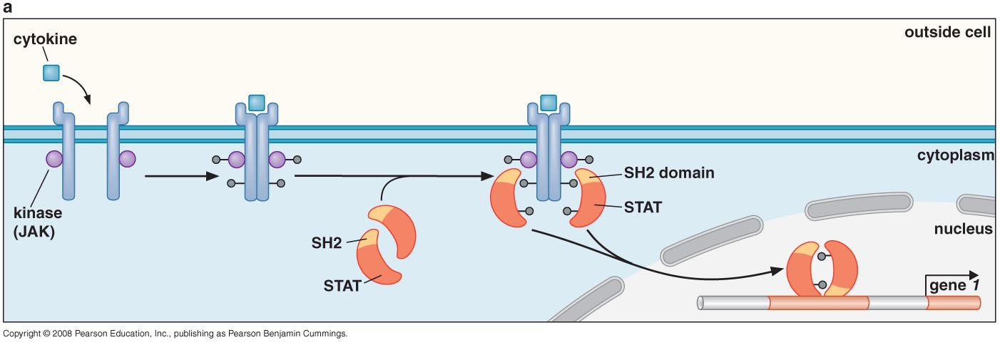 a
cytokine
outside cell
cytoplasm
SH2 domain
kinase
(JAK)
STAT
nucleus
SH2
STAT
gene 1
Copyright © 2008 Pearson Education, Inc., publishing as Pearson Benjamin Cummings.